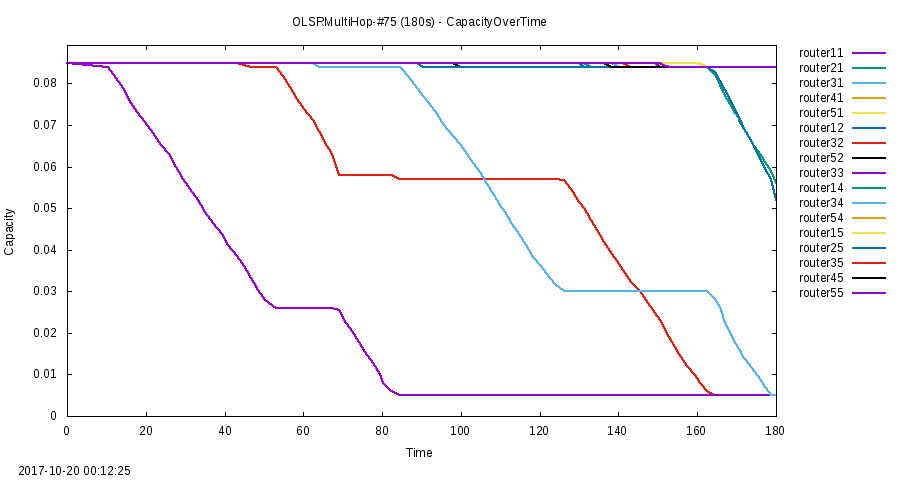 OLSRMultiHop-#75 (180s) - CapacityOverTime
Capacity
0.08
0.07
0.06
0.05
0.04
0.03
0.02
0.01
0
0 20 40 60 80 100 120 140 160 180
Time
router11
router21
router31
router41
router51
router12
router32
router52
router33
router14
router34
router54
router15
router25
router35
router45
router55
2017-10-20 00:12:25